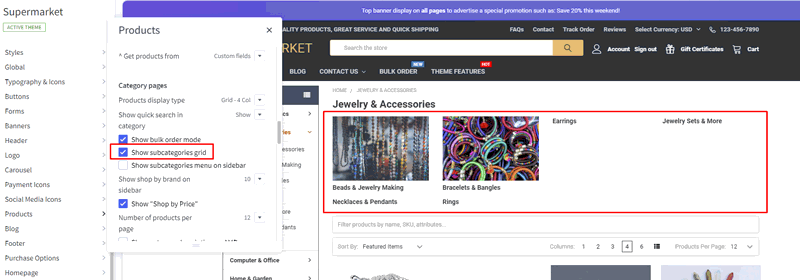 Supermarket
ACTIVE THEME
Styles
Global
Typography & Icons
Buttons
Forms
Banners
Header
Logo
Carousel
Payment Icons
Social Media Icons
Products
Blog
Footer
Purchase Options
Homepage
Products
^ Get products from
Custom fields
Category pages
Products display type
Grid - 4 Col
Show quick search in category
Show
Show bulk order mode
Show subcategories grid
Show subcategories menu on sidebar
Show shop by brand on sidebar
10
Show "Shop by Price"
Number of products per page
12
Top banner display on all pages to advertise a special promotion such as: Save 20% this weekend!
QUALITY PRODUCTS, GREAT SERVICE AND QUICK SHIPPING
FAQs
Contact
Track Order
Reviews
Select Currency: USD
123-456-7890
MARKET
Search the store
Account
Sign out
Gift Certificates
Cart
BLOG
CONTACT US
BULK ORDER
NEW
THEME FEATURES
HOT
HOME / JEWELRY & ACCESSORIES
Jewelry & Accessories
Beads & Jewelry Making
Bracelets & Bangles
Earrings
Jewelry Sets & More
Necklaces & Pendants
Rings
Filter products by name, SKU, attributes...
Sort By:
Featured Items
Columns:
1
2
3
4
6
Products Per Page:
12
Computer & Office
Home & Garden